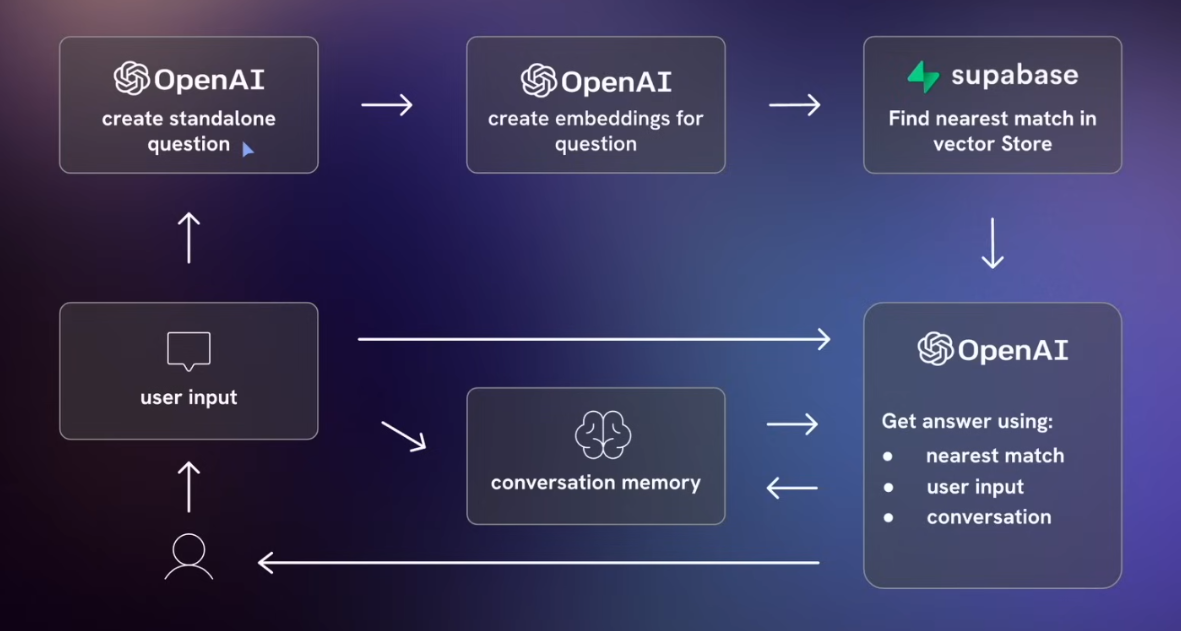 OpenAI
create standalone
question
OpenAI
create embeddings for
question
supabase
Find nearest match in
vector Store
user input
conversation memory
OpenAI
Get answer using:
• nearest match
• user input
• conversation